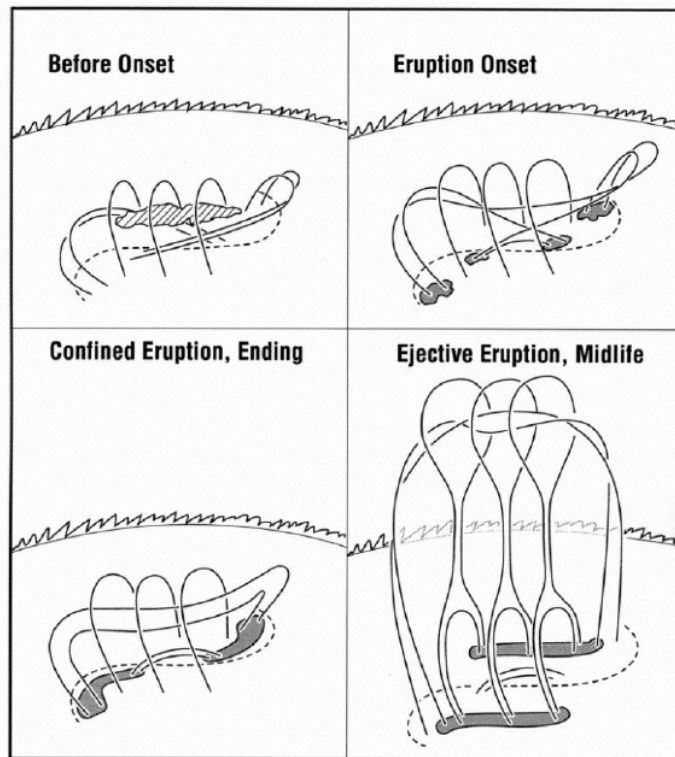 Before Onset
Eruption Onset
Confined Eruption, Ending
Ejective Eruption, Midlife